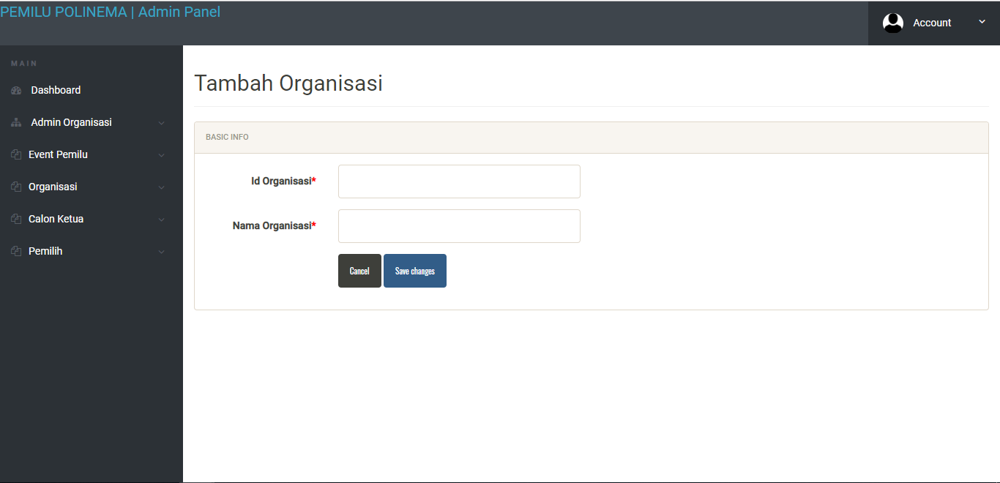 PEMILU POLINEMA | Admin Panel
Account
MAIN
Dashboard
Admin Organisasi
Event Pemilu
Organisasi
Calon Ketua
Pemilih
Tambah Organisasi
BASIC INFO
Id Organisasi*
Nama Organisasi*
Cancel
Save changes